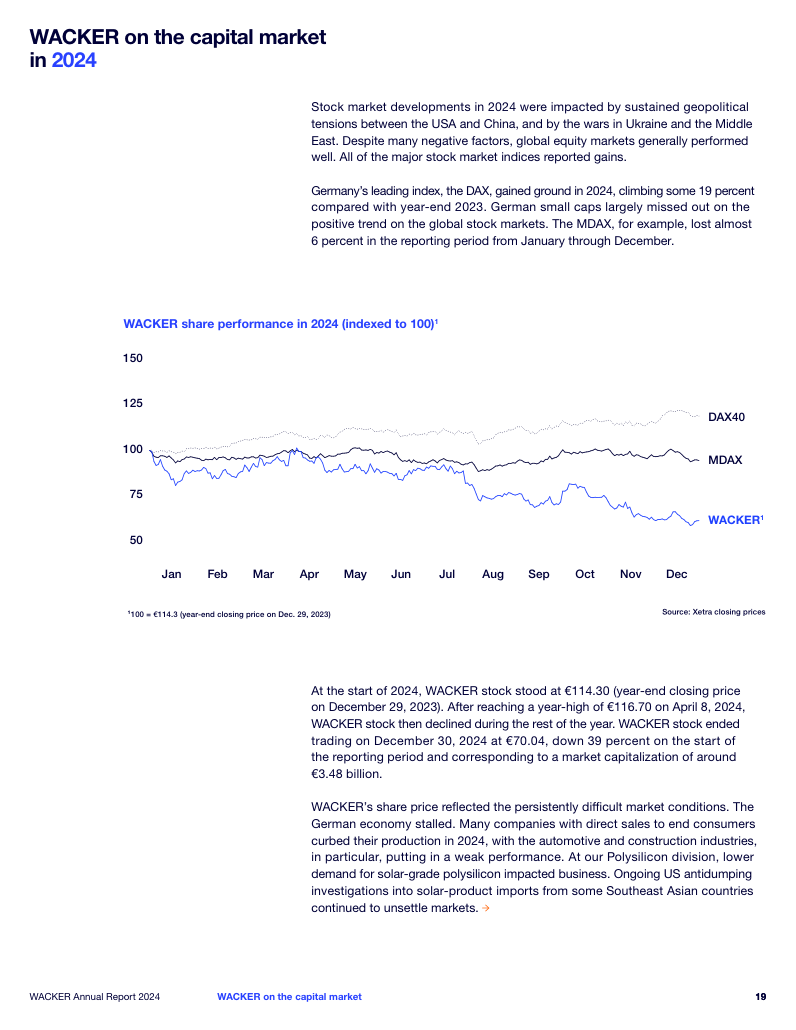 WACKER on the capital market
in 2024
Stock market developments in 2024 were impacted by sustained geopolitical
tensions between the USA and China, and by the wars in Ukraine and the Middle
East. Despite many negative factors, global equity markets generally performed
well. All of the major stock market indices reported gains.
Germany’s leading index, the DAX, gained ground in 2024, climbing some 19 percent
compared with year-end 2023. German small caps largely missed out on the
positive trend on the global stock markets. The MDAX, for example, lost almost
6 percent in the reporting period from January through December.
WACKER share performance in 2024 (indexed to 100)¹
150
125
100
75
50
DAX40
MDAX
WACKER¹
Jan Feb Mar Apr May Jun Jul Aug Sep Oct Nov Dec
¹100 = €114.3 (year-end closing price on Dec. 29, 2023)
Source: Xetra closing prices
At the start of 2024, WACKER stock stood at €114.30 (year-end closing price
on December 29, 2023). After reaching a year-high of €116.70 on April 8, 2024,
WACKER stock then declined during the rest of the year. WACKER stock ended
trading on December 30, 2024 at €70.04, down 39 percent on the start of
the reporting period and corresponding to a market capitalization of around
€3.48 billion.
WACKER’s share price reflected the persistently difficult market conditions. The
German economy stalled. Many companies with direct sales to end consumers
curbed their production in 2024, with the automotive and construction industries,
in particular, putting in a weak performance. At our Polysilicon division, lower
demand for solar-grade polysilicon impacted business. Ongoing US antidumping
investigations into solar-product imports from some Southeast Asian countries
continued to unsettle markets. →
WACKER Annual Report 2024
WACKER on the capital market
19